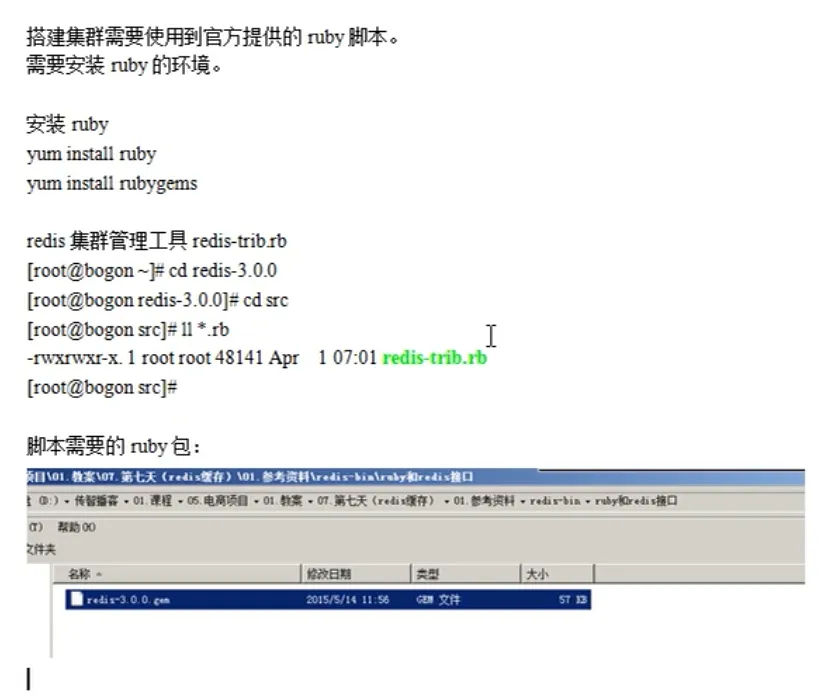 搭建集群需要使用到官方提供的 ruby 脚本。
需要安装 ruby 的环境。
安装 ruby
yum install ruby
yum install rubygems
redis 集群管理工具 redis-trib.rb
[root@bogon ~]# cd redis-3.0.0
[root@bogon redis-3.0.0]# cd src
[root@bogon src]# ll *.rb
-rwxrwxr-x. 1 root root 48141 Apr 1 07:01 redis-trib.rb
[root@bogon src]#
脚本需要的 ruby 包：
项目\01.教案\07.第七天（redis缓存）\01.参考资料\redis-bin\ruby和redis接口
(D:) 传智播客 01.课程 05.电商项目 01.教案 07.第七天（redis缓存） 01.参考资料 redis-bin ruby和redis接口
(T) 帮助(H)
文件夹
名称 修改日期 类型 大小
redis-3.0.0.gem 2015/5/14 11:56 GEM 文件 57 KB